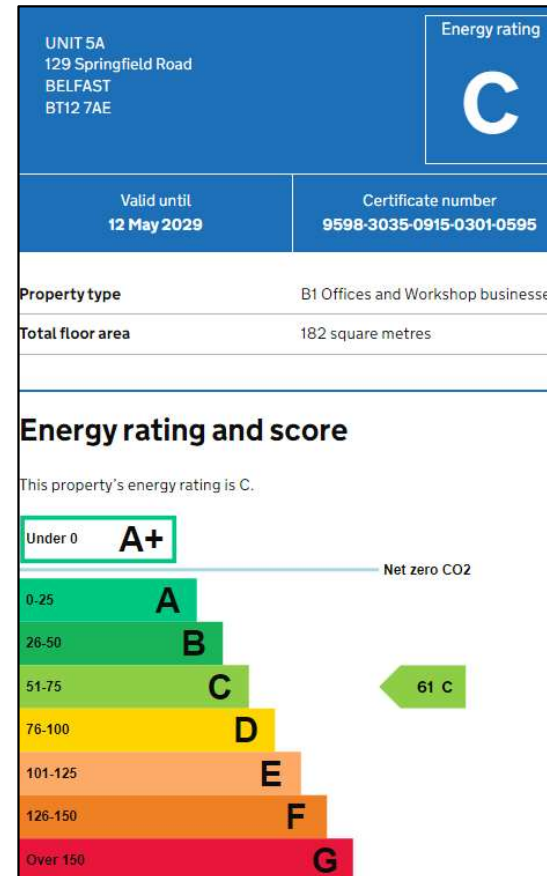 UNIT 5A
129 Springfield Road
BELFAST
BT12 7AE
Energy rating
C
Valid until
12 May 2029
Certificate number
9598-3035-0915-0301-0595
Property type
B1 Offices and Workshop businesse
Total floor area
182 square metres
Energy rating and score
This property's energy rating is C.
Under 0 A+
Net zero CO2
0-25 A
26-50 B
51-75 C
61 C
76-100 D
101-125 E
126-150 F
Over 150 G